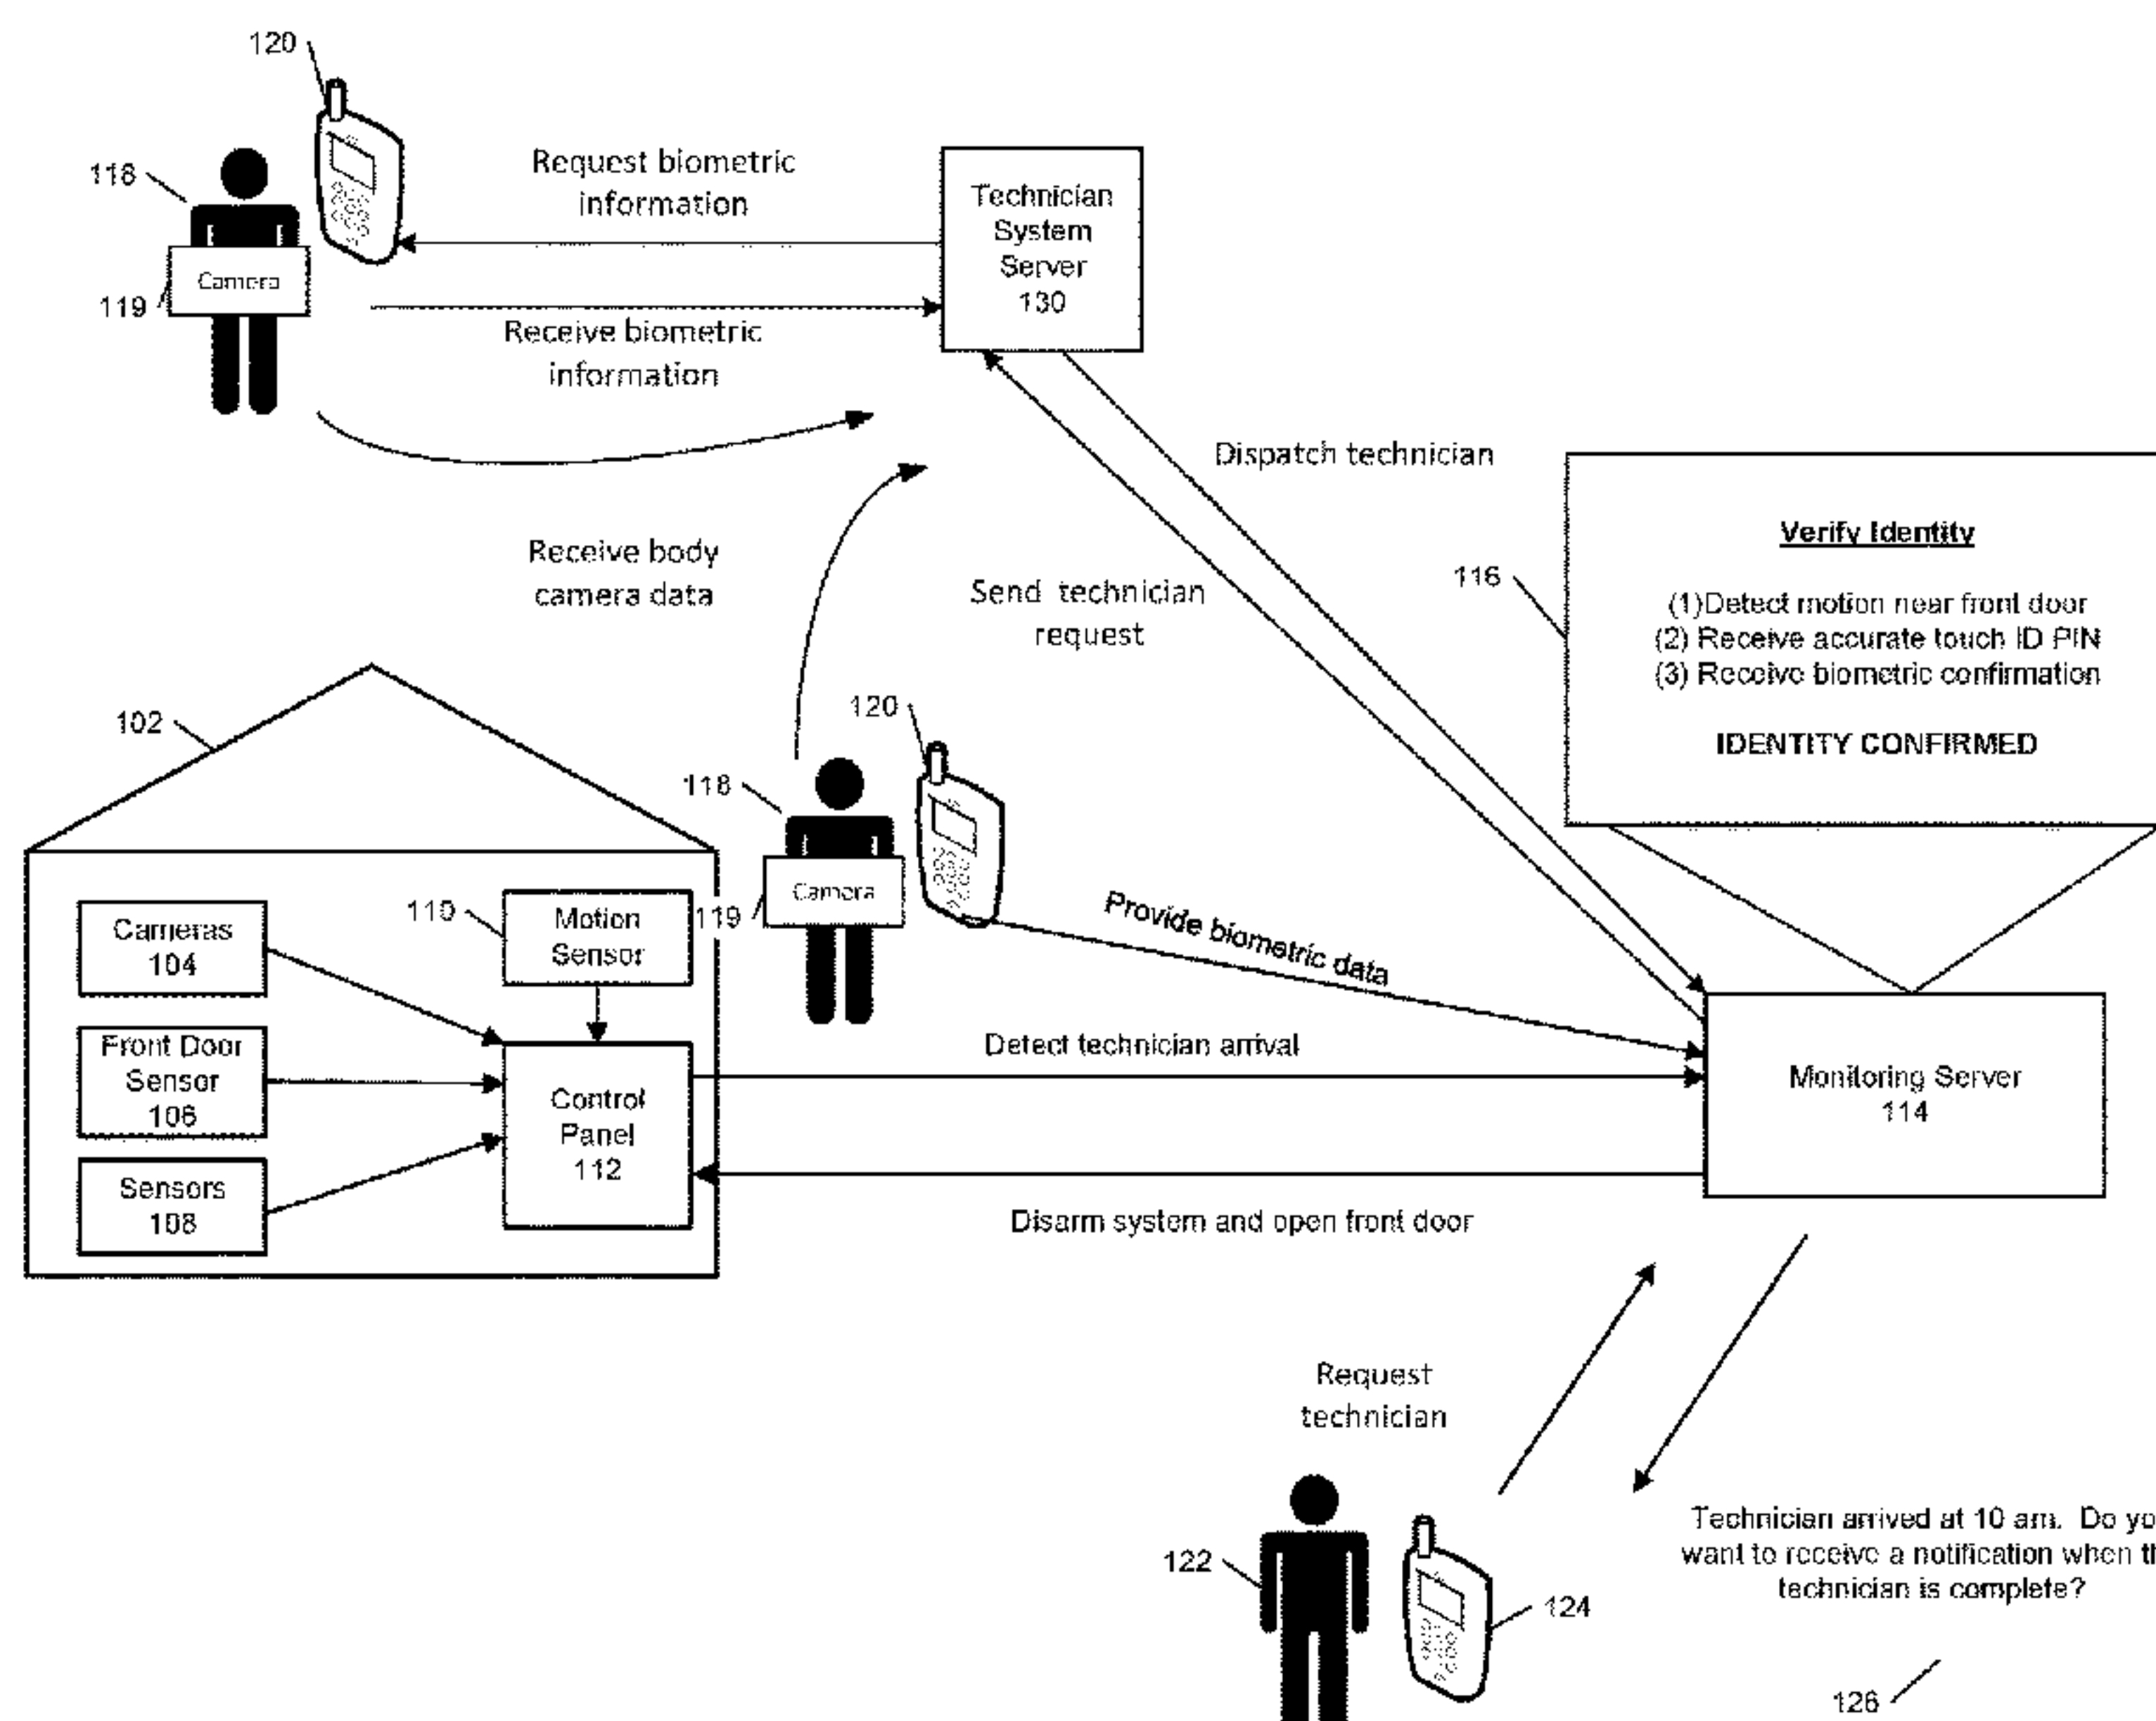 120
118
Camera
119
Request biometric
information
Receive biometric
information
Technician
System
Server
130
Dispatch technician
Receive body
camera data
Send technician
request
116
Verify Identity
(1)Detect motion near front door
(2) Receive accurate touch ID PIN
(3) Receive biometric confirmation
IDENTITY CONFIRMED
102
120
118
Camera
119
Provide biometric data
Cameras
104
110
Motion
Sensor
Front Door
Sensor
106
Control
Panel
112
Sensors
108
Detect technician arrival
Monitoring Server
114
Disarm system and open front door
Request
technician
122
124
Technician arrived at 10 am. Do yo
want to receive a notification when th
technician is complete?
126